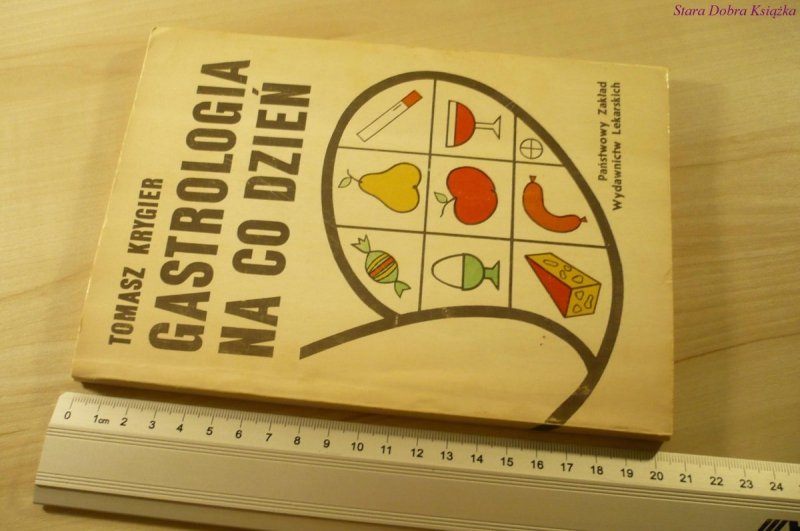 Stara Dobra Książka
TOMASZ KRYGIER
GASTROLOGIA
NA CO DZIEŃ
Państwowy Zakład
Wydawnictw Lekarskich
0 1cm 2 3 4 5 6 7 8 9 10 11 12 13 14 15 16 17 18 19 20 21 22 23 24